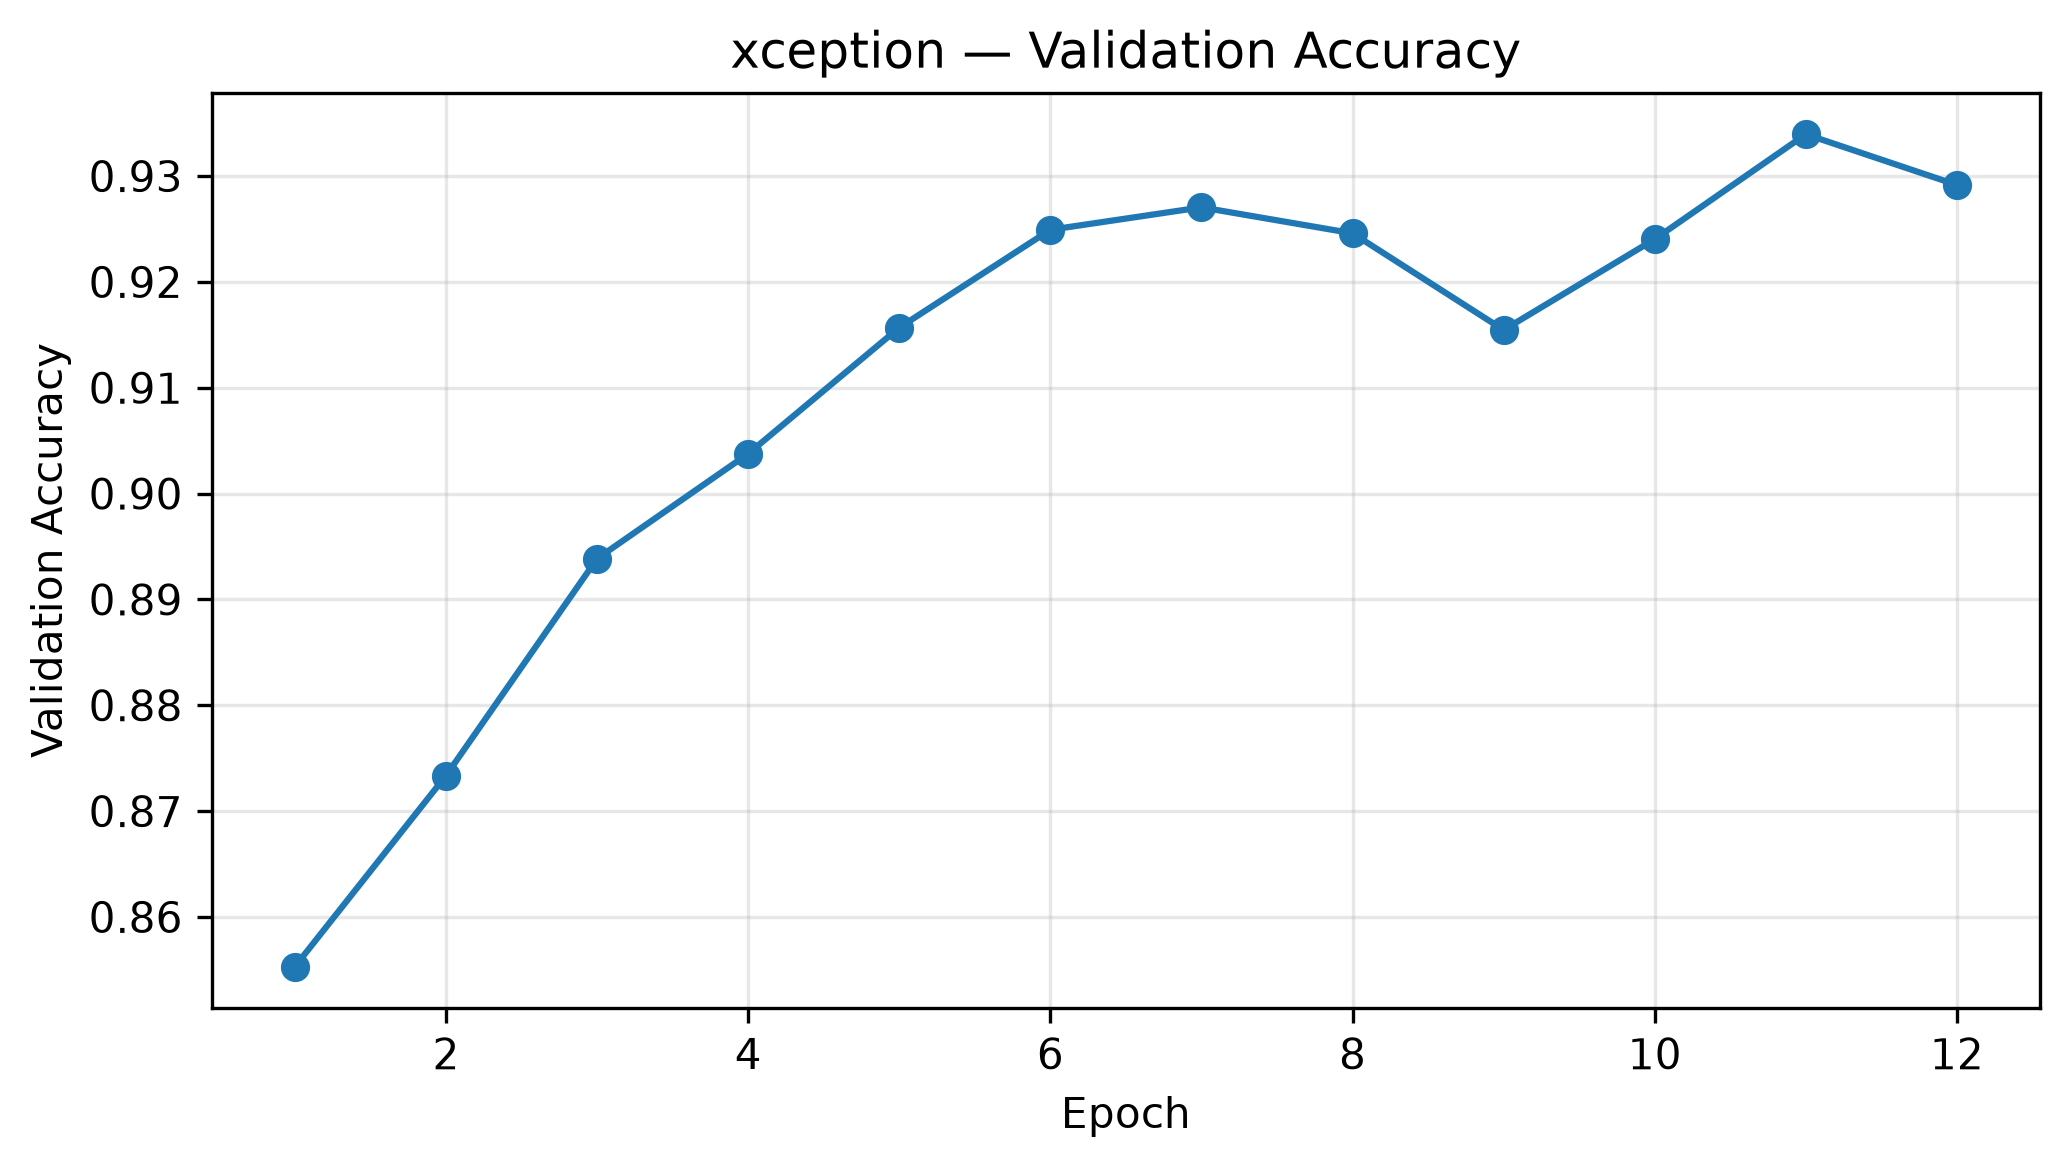 xception — Validation Accuracy
Validation Accuracy
0.93
0.92
0.91
0.90
0.89
0.88
0.87
0.86
2 4 6 8 10 12
Epoch